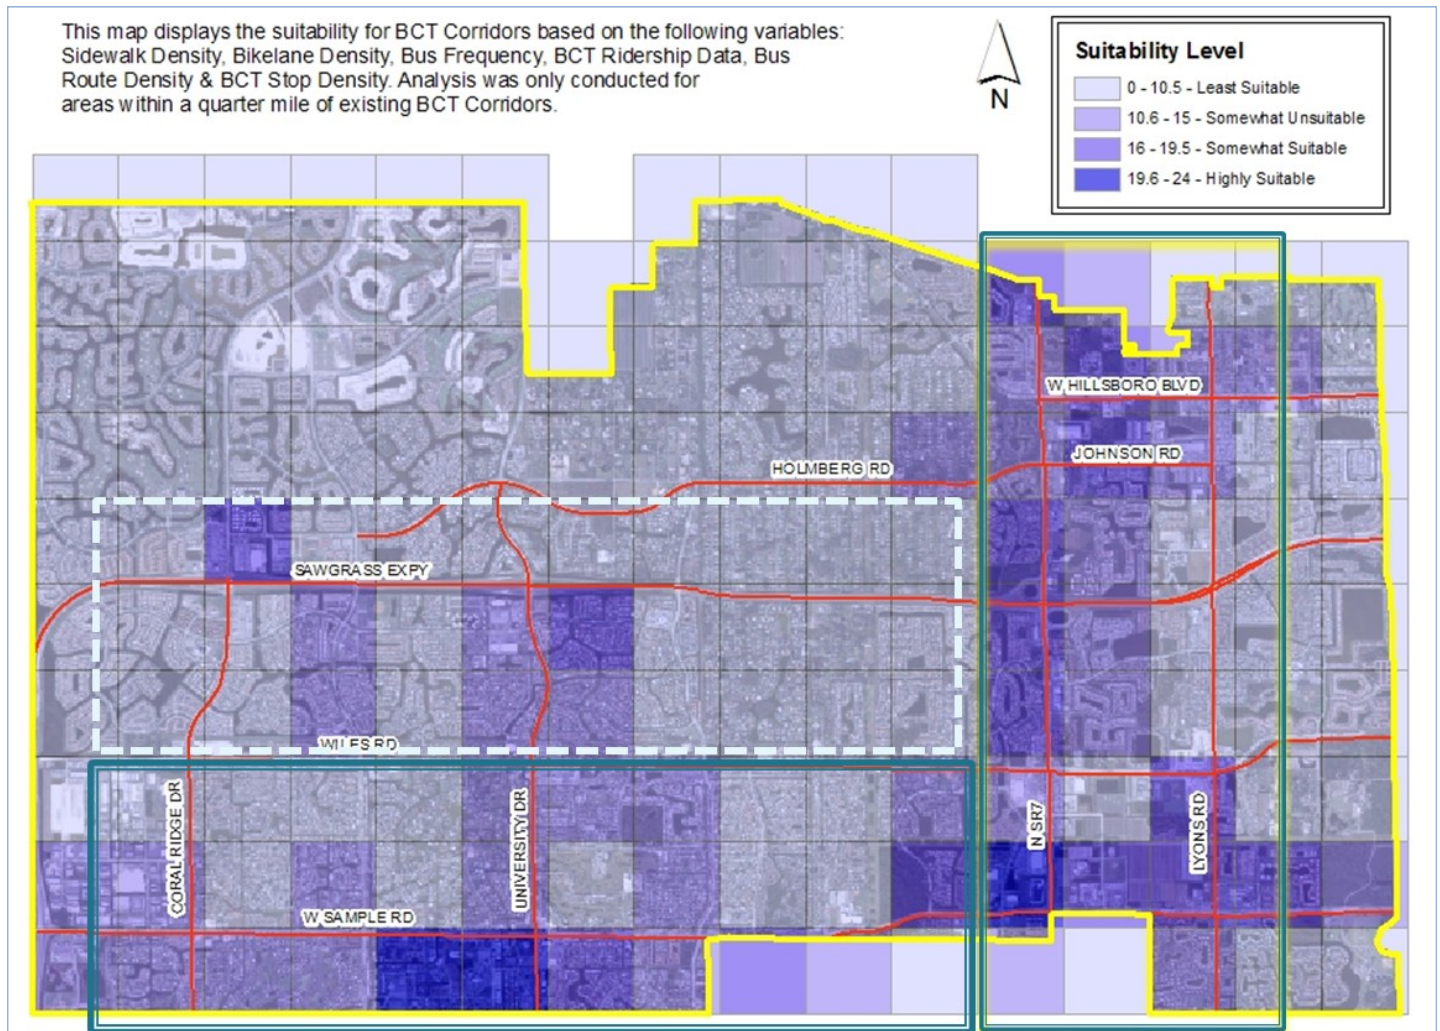 This map displays the suitability for BCT Corridors based on the following variables:
Sidewalk Density, Bikelane Density, Bus Frequency, BCT Ridership Data, Bus
Route Density & BCT Stop Density. Analysis was only conducted for
areas within a quarter mile of existing BCT Corridors.
N
Suitability Level
0 - 10.5 - Least Suitable
10.6 - 15 - Somewhat Unsuitable
16 - 19.5 - Somewhat Suitable
19.6 - 24 - Highly Suitable
W HILLSBORO BLVD
JOHNSON RD
HOLMBERG RD
SAWGRASS EXPY
WILES RD
CORAL RIDGE DR
UNIVERSITY DR
N SR7
LYONS RD
W SAMPLE RD